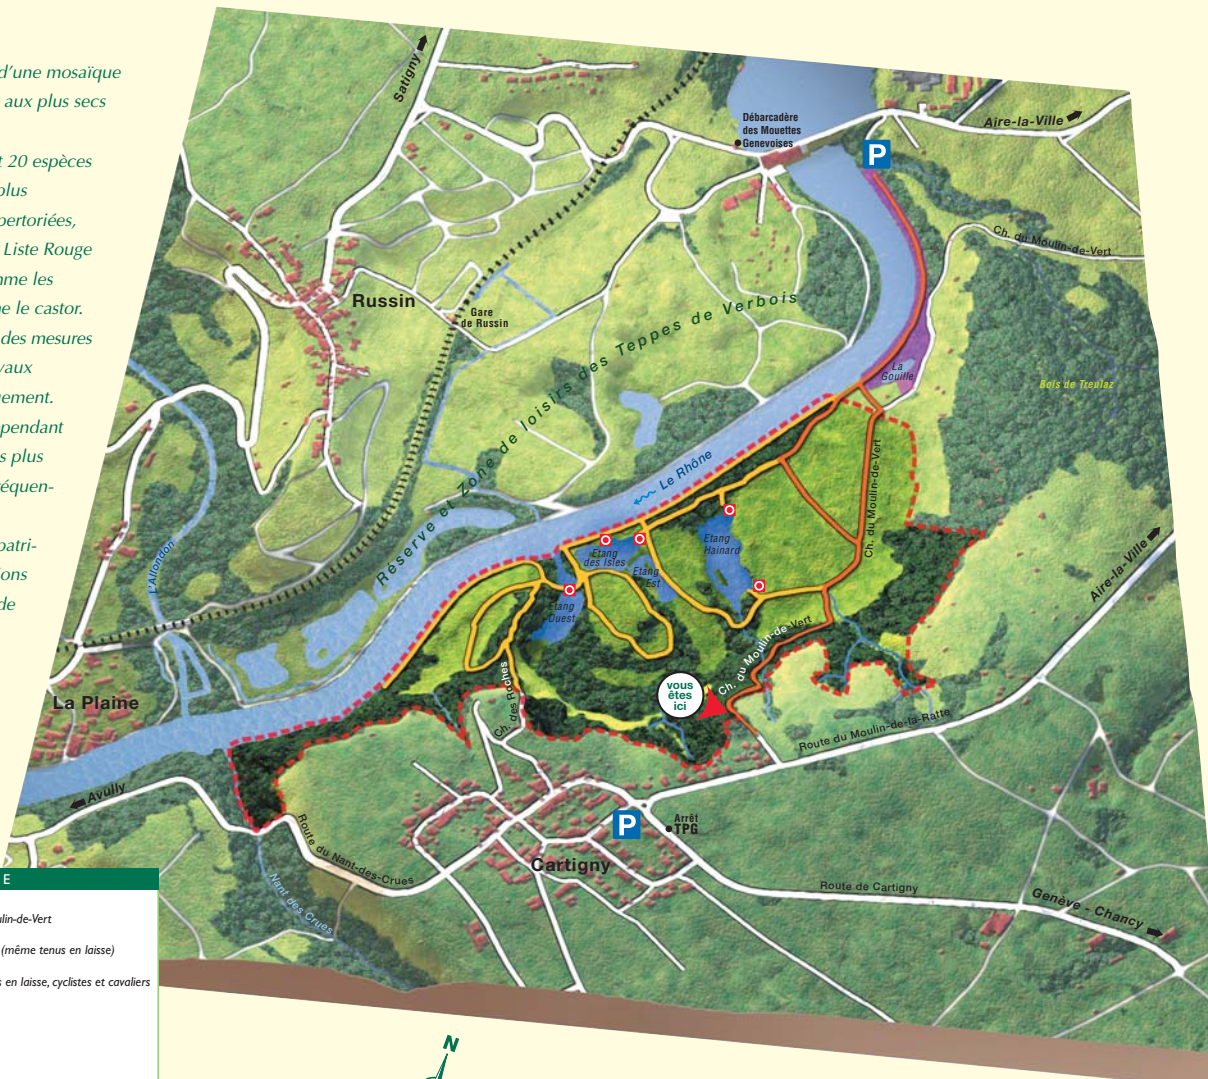 d'une mosaïque
aux plus secs
t 20 espèces
plus
pertoriées,
Liste Rouge
mme les
ne le castor.
des mesures
vaux
gement.
pendant
s plus
réquen-
patri-
ions
de
Satigny
Débarcadère
des Mouettes
Genevoises
Aire-la-Ville
P
Ch. du Moulin-de-Vert
Russin
Gare
de Russin
Réserve et Zone de loisirs des Teppes de Verbois
La
Gouille
Bois de Treulaz
Le Rhône
Ch. du Moulin-de-Vert
Etang
Hainard
Etang
des Isles
Etang
Est
Etang
Ouest
L'Allondon
Aire-la-Ville
La Plaine
Ch. des Roches
Ch. du Moulin-de-Vert
vous
êtes
ici
Route du Moulin-de-la-Ratte
Avully
P
Arrêt
TPG
Route du Nant-des-Crues
Cartigny
Route de Cartigny
Genève - Chancy
Nant des Crues
E
ulin-de-Vert
(même tenus en laisse)
s en laisse, cyclistes et cavaliers
N